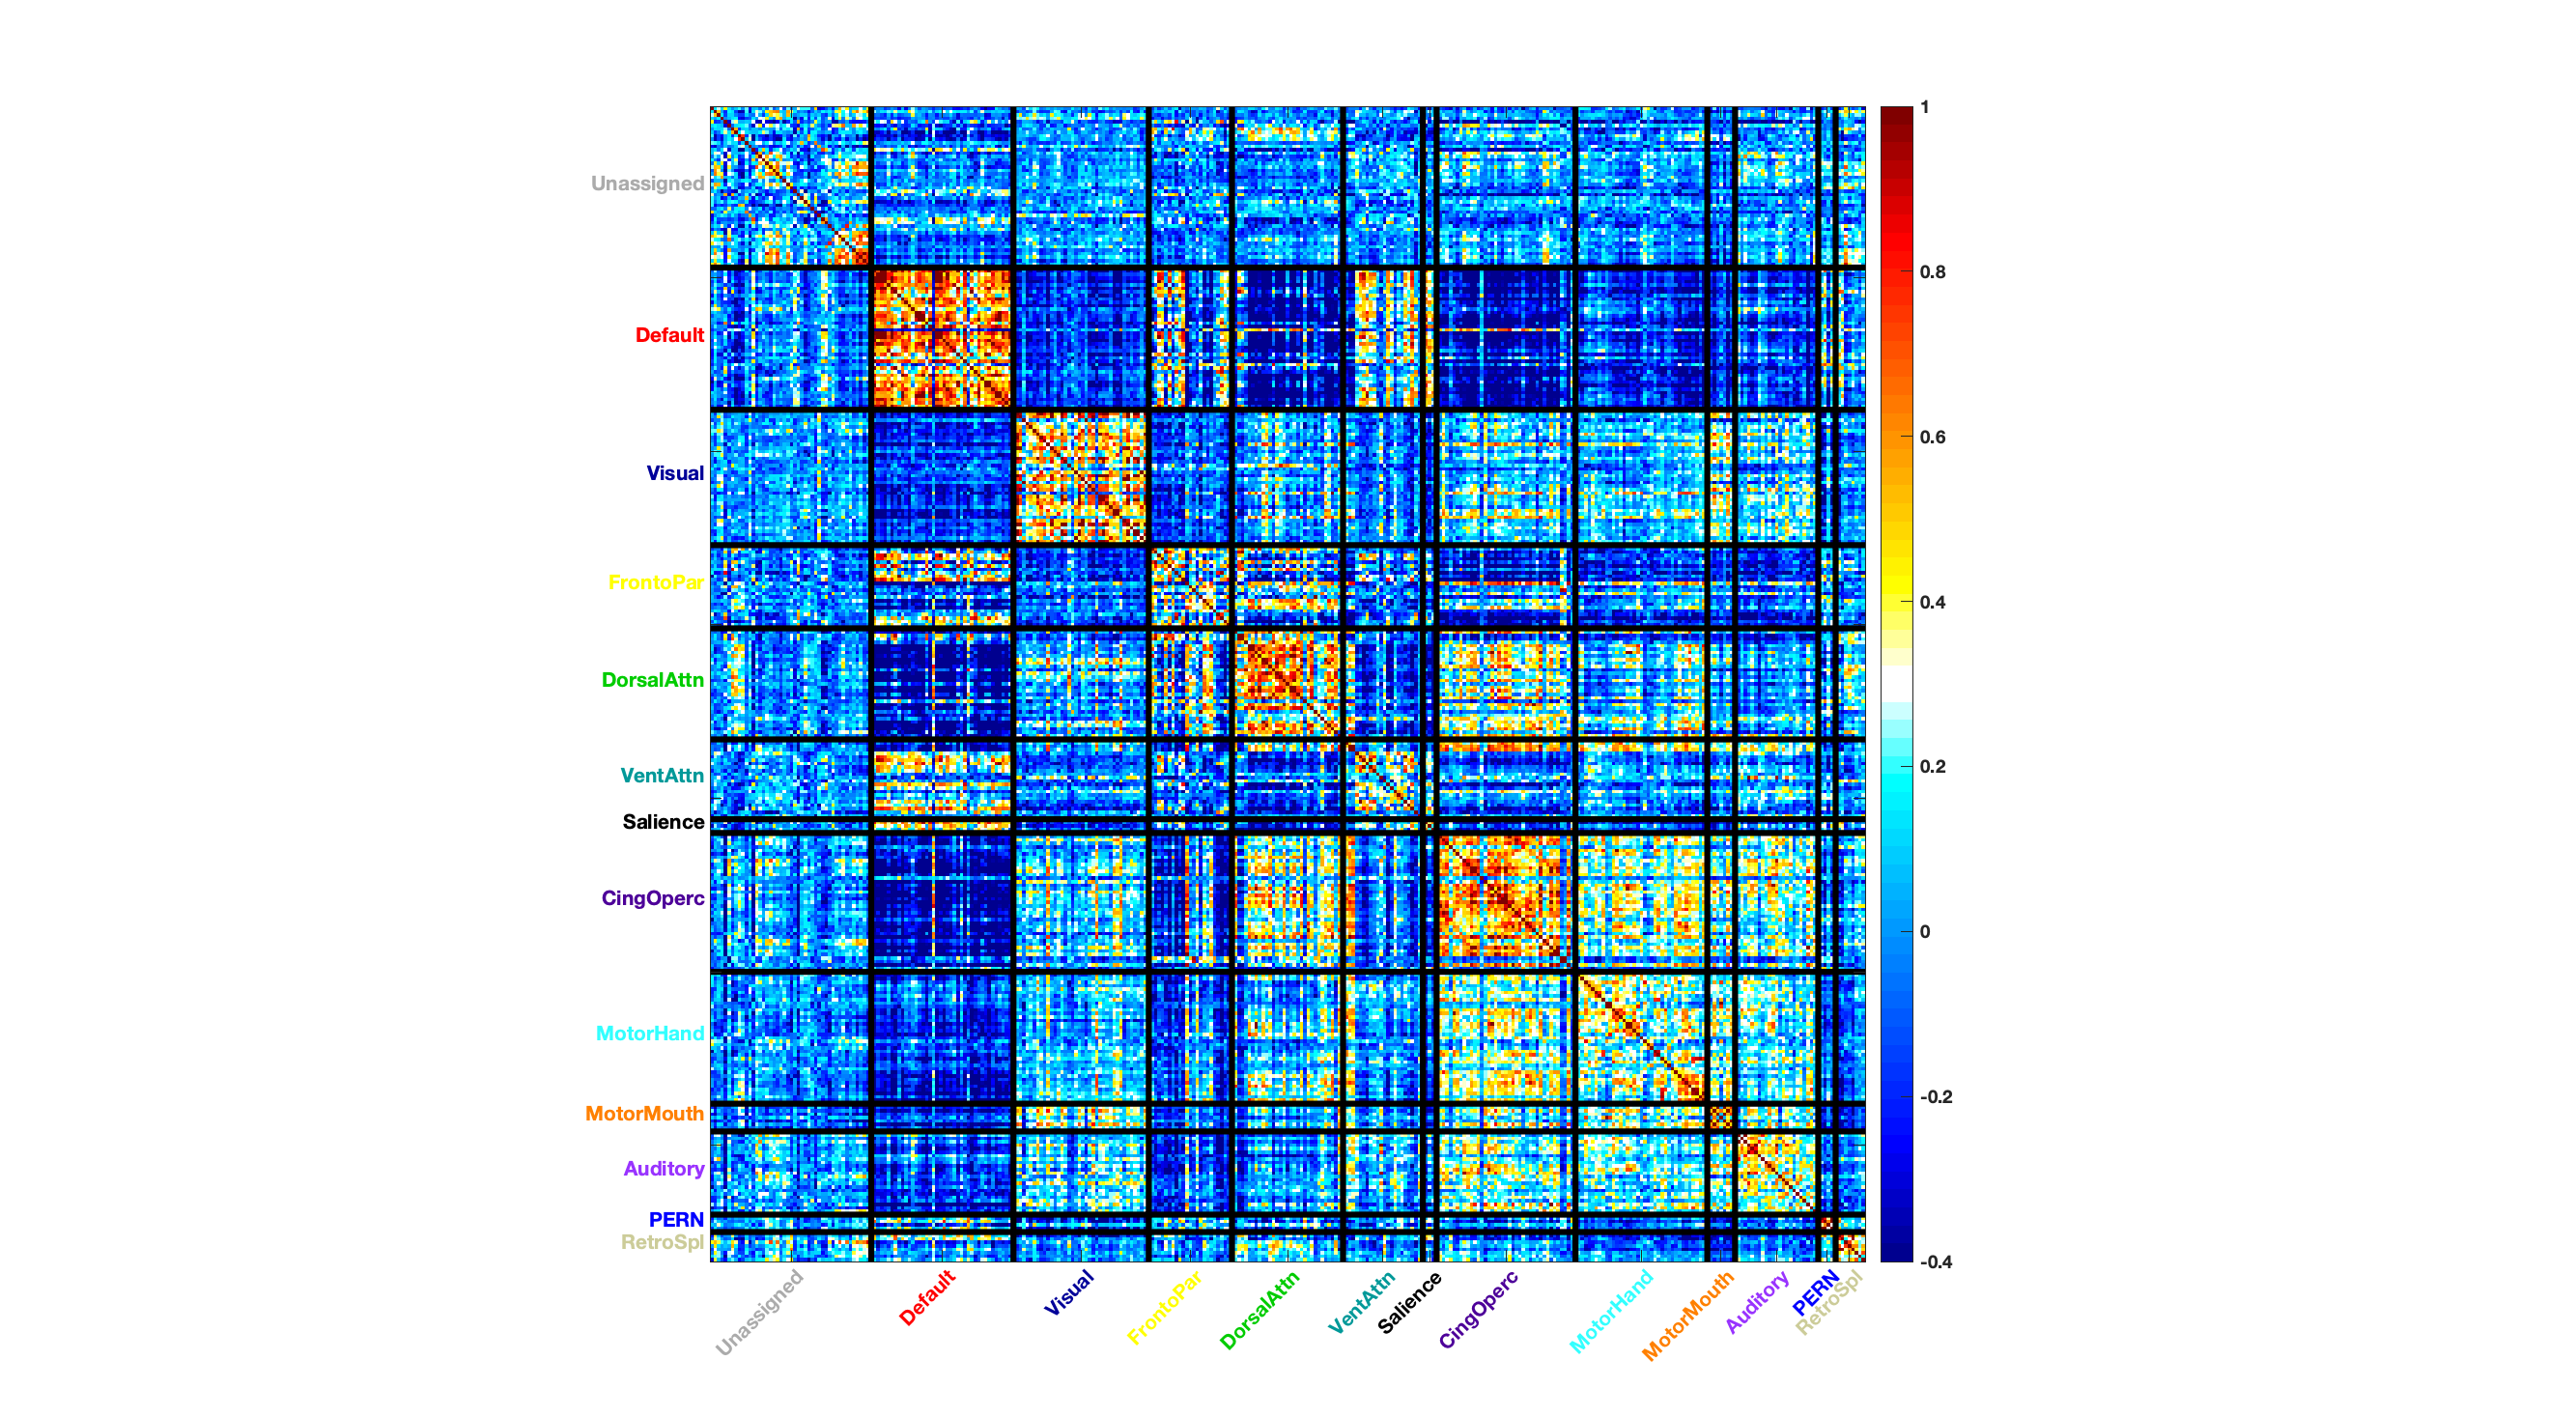 Unassigned
Default
Visual
FrontoPar
DorsalAttn
VentAttn
Salience
CingOperc
MotorHand
MotorMouth
Auditory
PERN
RetroSpl
Unassigned
Default
Visual
FrontoPar
DorsalAttn
VentAttn
Salience
CingOperc
MotorHand
MotorMouth
Auditory
PERN
RetroSpl
1
0.8
0.6
0.4
0.2
0
-0.2
-0.4